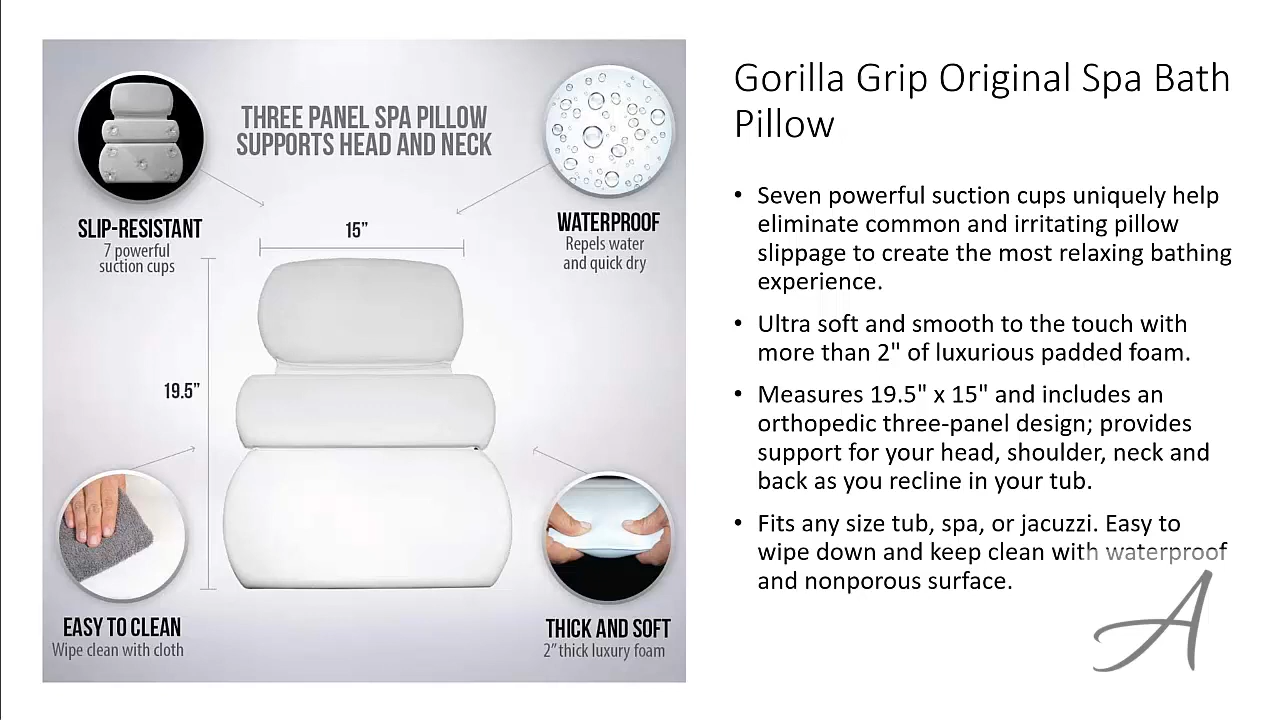 THREE PANEL SPA PILLOW
SUPPORTS HEAD AND NECK
SLIP-RESISTANT
7 powerful
suction cups
WATERPROOF
Repels water
and quick dry
15”
19.5”
EASY TO CLEAN
Wipe clean with cloth
THICK AND SOFT
2” thick luxury foam
Gorilla Grip Original Spa Bath
Pillow
• Seven powerful suction cups uniquely help
eliminate common and irritating pillow
slippage to create the most relaxing bathing
experience.
• Ultra soft and smooth to the touch with
more than 2" of luxurious padded foam.
• Measures 19.5" x 15" and includes an
orthopedic three-panel design; provides
support for your head, shoulder, neck and
back as you recline in your tub.
• Fits any size tub, spa, or jacuzzi. Easy to
wipe down and keep clean with waterproof
and nonporous surface.
A